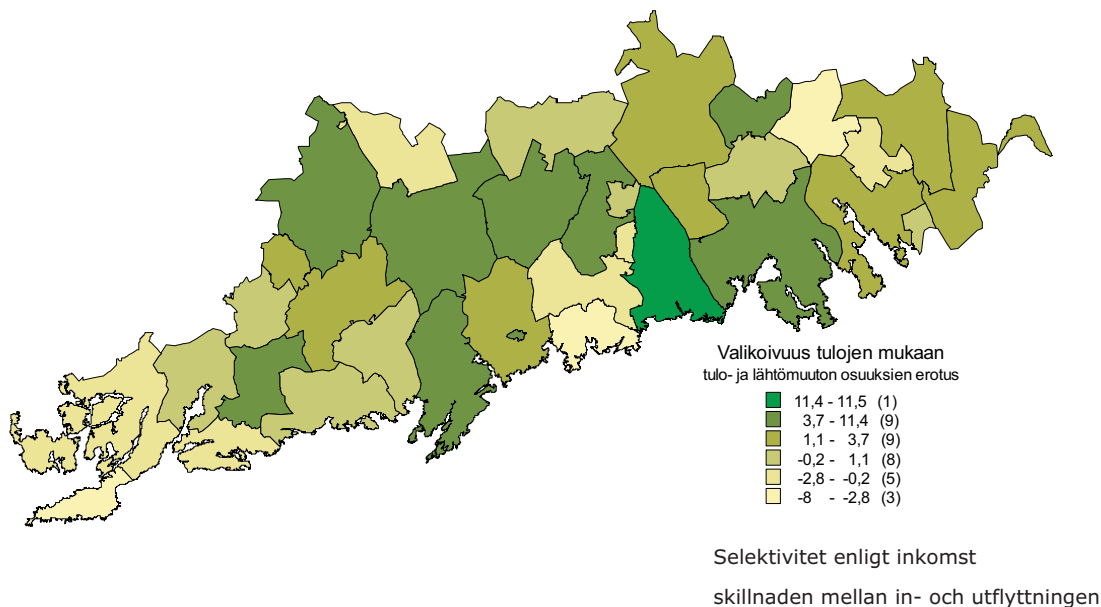 Valikoivuus tulojen mukaan
tulo- ja lähtömuuton osuuksien erotus
11,4 - 11,5 (1)
3,7 - 11,4 (9)
1,1 - 3,7 (9)
-0,2 - 1,1 (8)
-2,8 - -0,2 (5)
-8 - -2,8 (3)
Selektivitet enligt inkomst
skillnaden mellan in- och utflyttningen